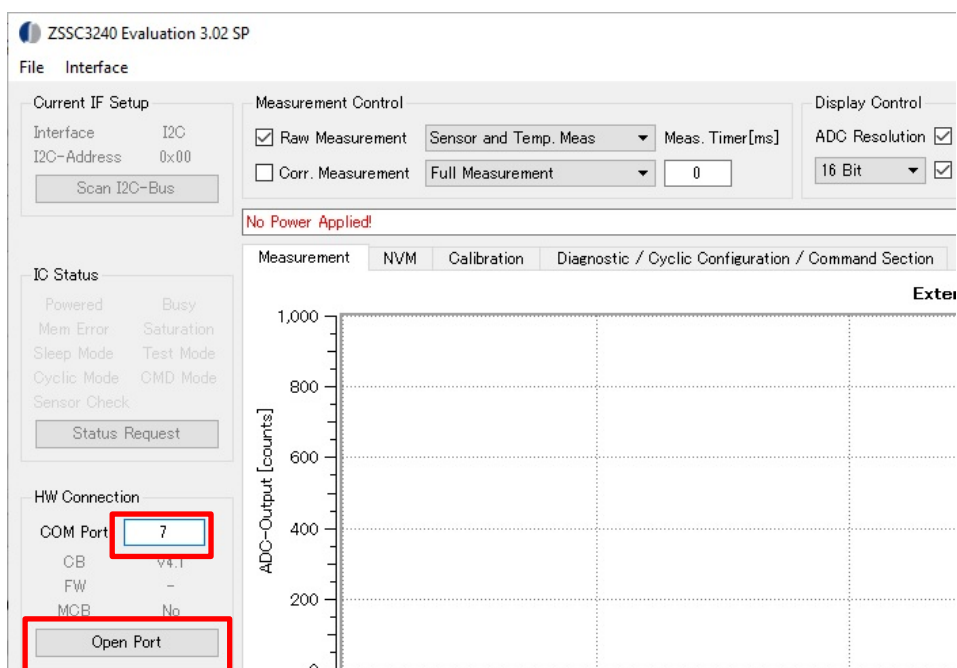 ZSSC3240 Evaluation 3.02 SP
File Interface
Current IF Setup
Interface I2C
I2C-Address 0x00
Scan I2C-Bus
Measurement Control
Raw Measurement Sensor and Temp. Meas Meas. Timer[ms]
Corr. Measurement Full Measurement 0
Display Control
ADC Resolution
16 Bit
No Power Applied!
Measurement NVM Calibration Diagnostic / Cyclic Configuration / Command Section
IC Status
Powered Busy
Mem Error Saturation
Sleep Mode Test Mode
Cyclic Mode CMD Mode
Sensor Check
Status Request
HW Connection
COM Port 7
CB V4.1
FW -
MCB No
Open Port
Exter
ADC-Output [counts]
1,000
800
600
400
200
0